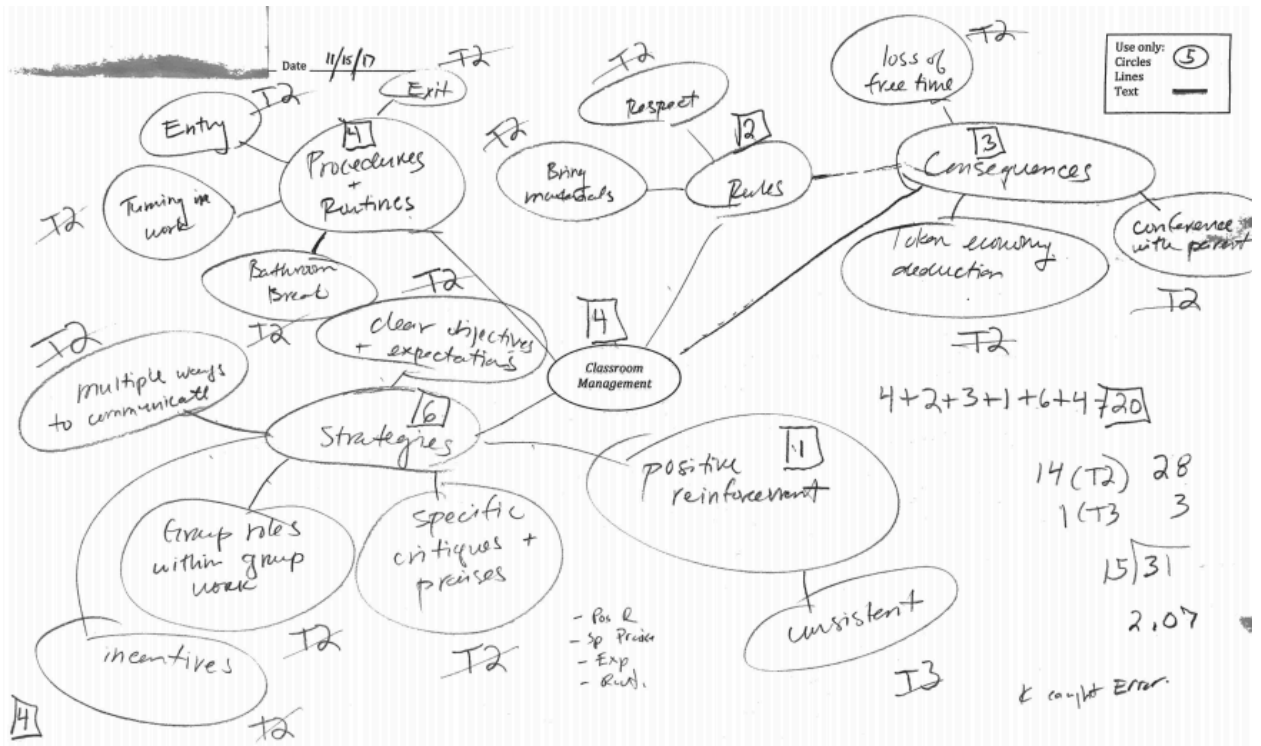 Date 11/15/17
T2
Exit
T2
Entry
4
Procedures
+
Routines
T2
Turning in
work
Bathroom
Break
T2
T2
Respect
T2
Bring
materials
2
Rules
T2
loss of
free time
Use only:
Circles
Lines
Text
5
3
Consequences
Token economy
deduction
T2
conference
with parent
T2
4
Classroom
Management
T2
clear objectives
+ expectations
T2
multiple ways
to communicate
6
Strategies
Group roles
within group
work
T2
specific
critiques +
praises
T2
incentives
T2
4
positive
reinforcement
1
consistent
T3
- Pos R
- Sp Praise
- Exp
- Rout.
4+2+3+1+6+4 20
14 (T2) 28
1 (T3 3
15 31
2.07
K caught Error.